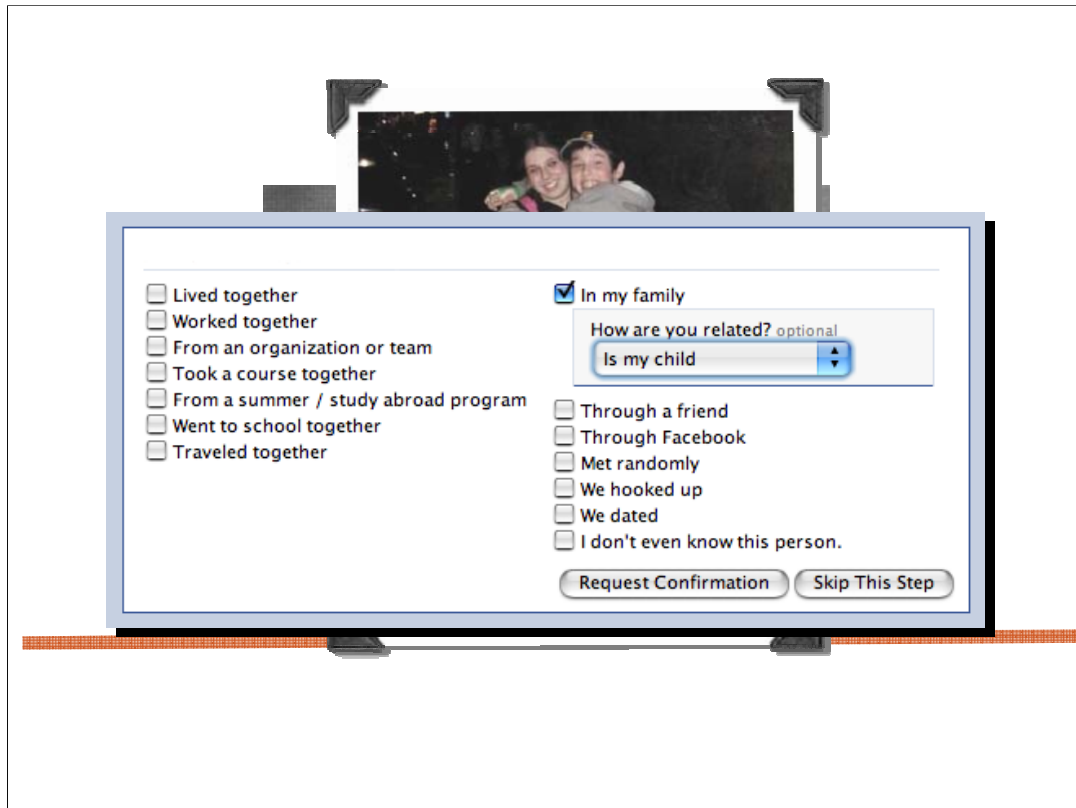 Lived together
Worked together
From an organization or team
Took a course together
From a summer / study abroad program
Went to school together
Traveled together
In my family
How are you related? optional
Is my child
Through a friend
Through Facebook
Met randomly
We hooked up
We dated
I don't even know this person.
Request Confirmation
Skip This Step